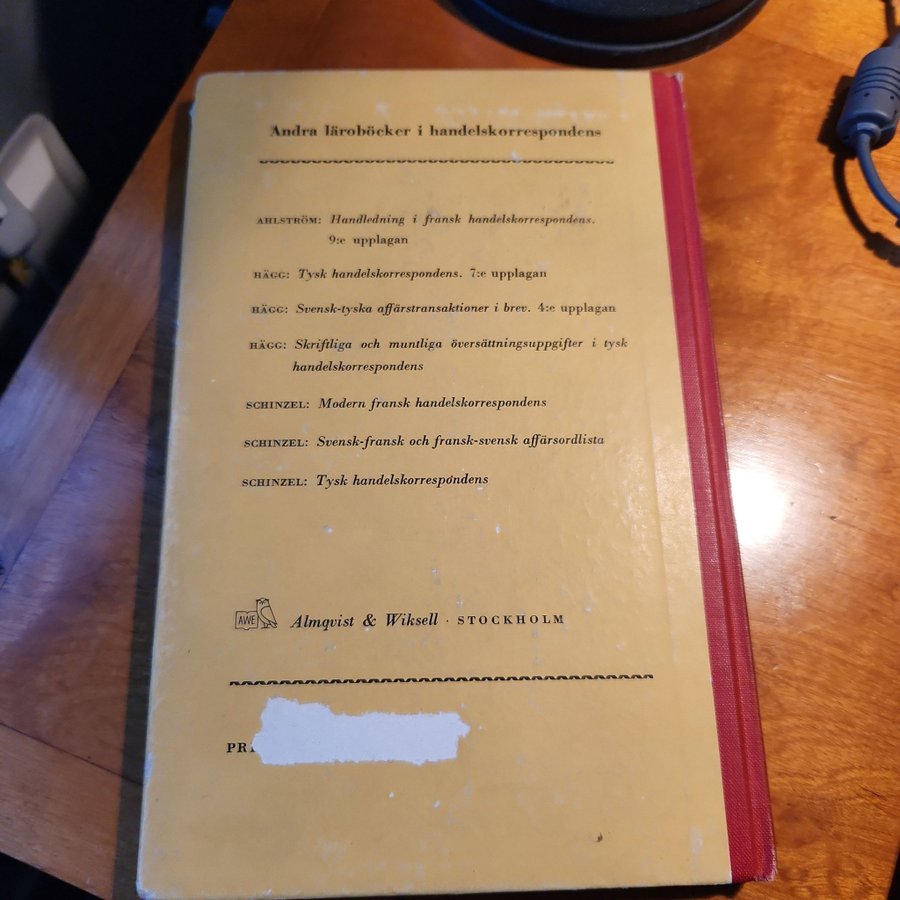 Andra läroböcker i handelskorrespondens
AHLSTRÖM: Handledning i fransk handelskorrespondens.
9:e upplagan
HÄGG: Tysk handelskorrespondens. 7:e upplagan
HÄGG: Svensk-tyska affärstransaktioner i brev. 4:e upplagan
HÄGG: Skriftliga och muntliga översättningsuppgifter i tysk
handelskorrespondens
SCHINZEL: Modern fransk handelskorrespondens
SCHINZEL: Svensk-fransk och fransk-svensk affärsordlista
SCHINZEL: Tysk handelskorrespondens
AWE Almqvist & Wiksell · STOCKHOLM